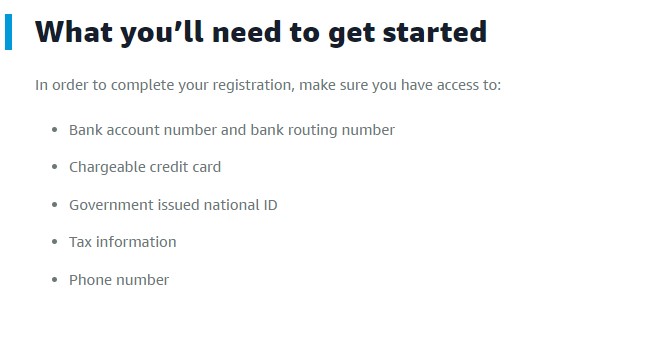 What you’ll need to get started
In order to complete your registration, make sure you have access to:
• Bank account number and bank routing number
• Chargeable credit card
• Government issued national ID
• Tax information
• Phone number